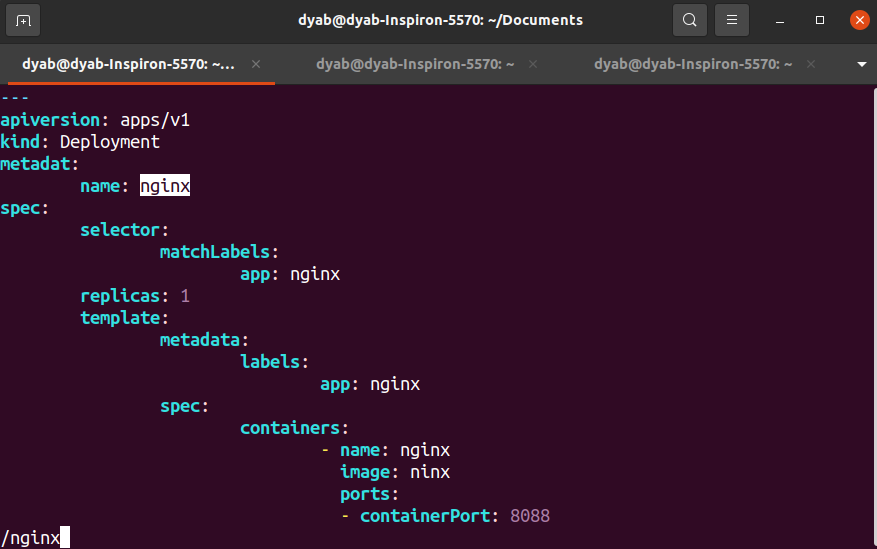 dyab@dyab-Inspiron-5570: ~/Documents
dyab@dyab-Inspiron-5570: ~... dyab@dyab-Inspiron-5570: ~ dyab@dyab-Inspiron-5570: ~
---
apiversion: apps/v1
kind: Deployment
metadat:
        name: nginx
spec:
        selector:
                matchLabels:
                        app: nginx
        replicas: 1
        template:
                metadata:
                        labels:
                                app: nginx
                spec:
                        containers:
                                - name: nginx
                                  image: ninx
                                  ports:
                                  - containerPort: 8088
/nginx